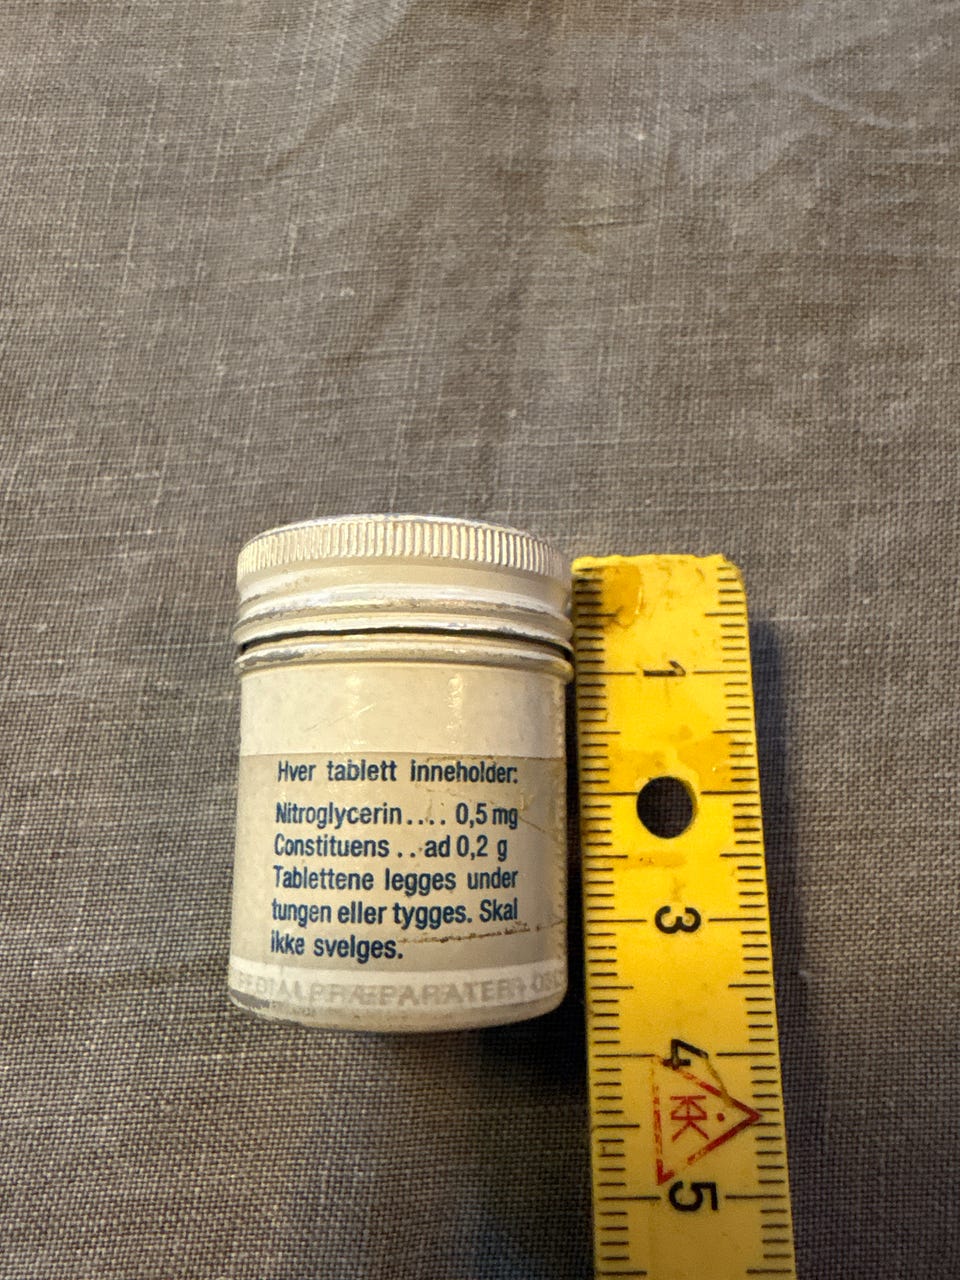 Hver tablett inneholder:
Nitroglycerin.... 0,5 mg
Constituens .. ad 0,2 g
Tablettene legges under
tungen eller tygges. Skal
ikke svelges.
PRÆPARATER
1
3
4
KK
5